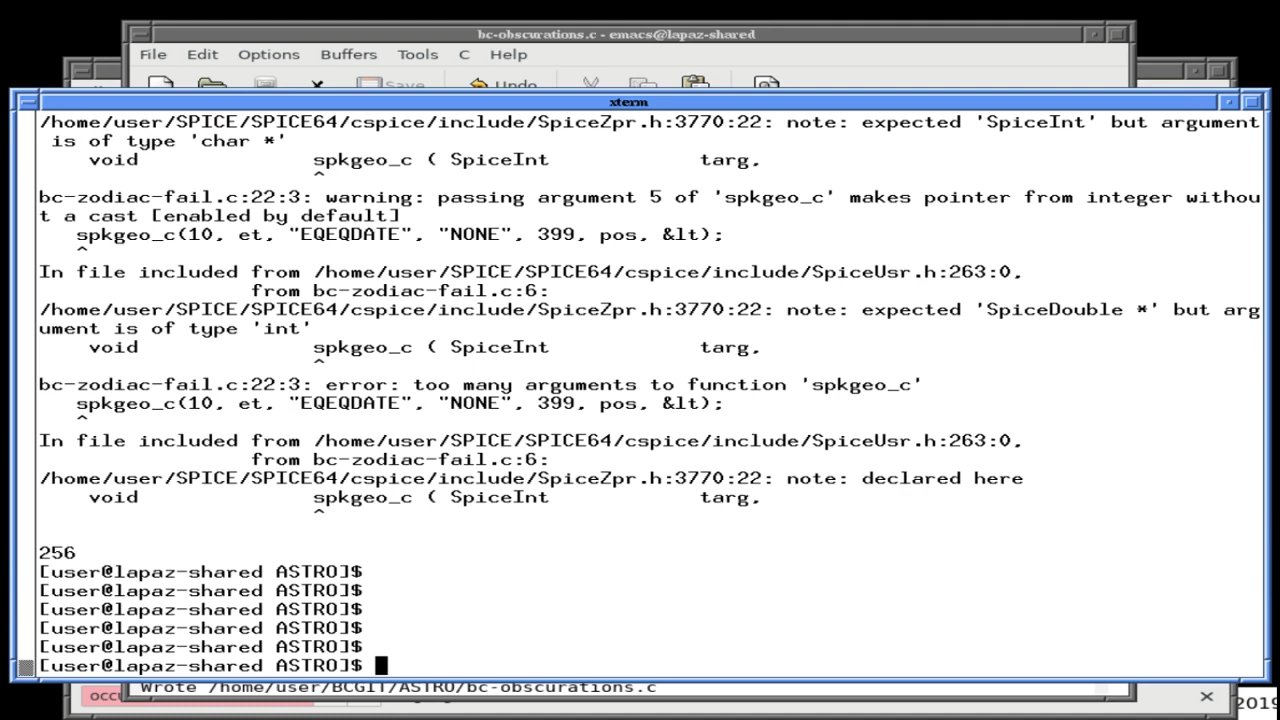 bc-obscurations.c - emacs@lapaz-shared
File Edit Options Buffers Tools C Help
Save Undo
xterm
/home/user/SPICE/SPICE64/cspice/include/SpiceZpr.h:3770:22: note: expected 'SpiceInt' but argument
is of type 'char *'
void spkgeo_c ( SpiceInt targ,
^
bc-zodiac-fail.c:22:3: warning: passing argument 5 of 'spkgeo_c' makes pointer from integer withou
t a cast [enabled by default]
spkgeo_c(10, et, "EQEQDATE", "NONE", 399, pos, &lt);
^
In file included from /home/user/SPICE/SPICE64/cspice/include/SpiceUsr.h:263:0,
from bc-zodiac-fail.c:6:
/home/user/SPICE/SPICE64/cspice/include/SpiceZpr.h:3770:22: note: expected 'SpiceDouble *' but arg
ument is of type 'int'
void spkgeo_c ( SpiceInt targ,
^
bc-zodiac-fail.c:22:3: error: too many arguments to function 'spkgeo_c'
spkgeo_c(10, et, "EQEQDATE", "NONE", 399, pos, &lt);
^
In file included from /home/user/SPICE/SPICE64/cspice/include/SpiceUsr.h:263:0,
from bc-zodiac-fail.c:6:
/home/user/SPICE/SPICE64/cspice/include/SpiceZpr.h:3770:22: note: declared here
void spkgeo_c ( SpiceInt targ,
^
256
[user@lapaz-shared ASTRO]$
[user@lapaz-shared ASTRO]$
[user@lapaz-shared ASTRO]$
[user@lapaz-shared ASTRO]$
[user@lapaz-shared ASTRO]$
[user@lapaz-shared ASTRO]$
Wrote /home/user/BCGIT/ASTRO/bc-obscurations.c
2019